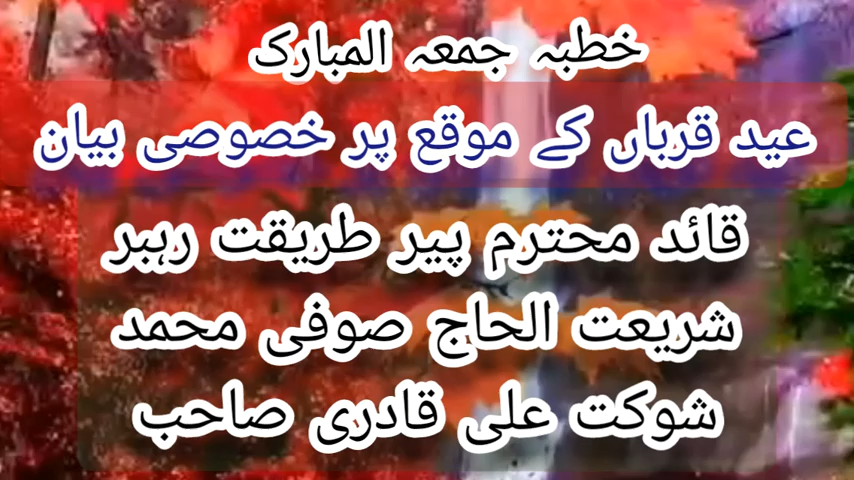 خطبہ جمعہ المبارک
عید قرباں کے موقع پر خصوصی بیان
قائد محترم پیر طریقت رہبر
شریعت الحاج صوفی محمد
شوکت علی قادری صاحب